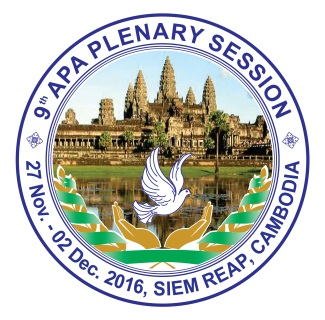 9th APA PLENARY SESSION
27 Nov. - 02 Dec. 2016, SIEM REAP, CAMBODIA